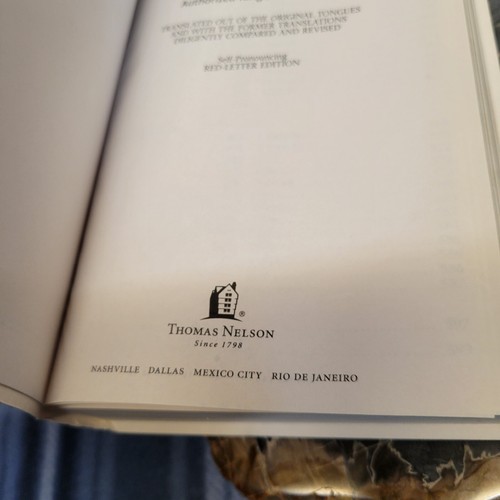 TRANSLATED OUT OF THE ORIGINAL TONGUES
AND WITH THE FORMER TRANSLATIONS
DILIGENTLY COMPARED AND REVISED
Self-Pronouncing
RED-LETTER EDITION
®
THOMAS NELSON
Since 1798
NASHVILLE DALLAS MEXICO CITY RIO DE JANEIRO